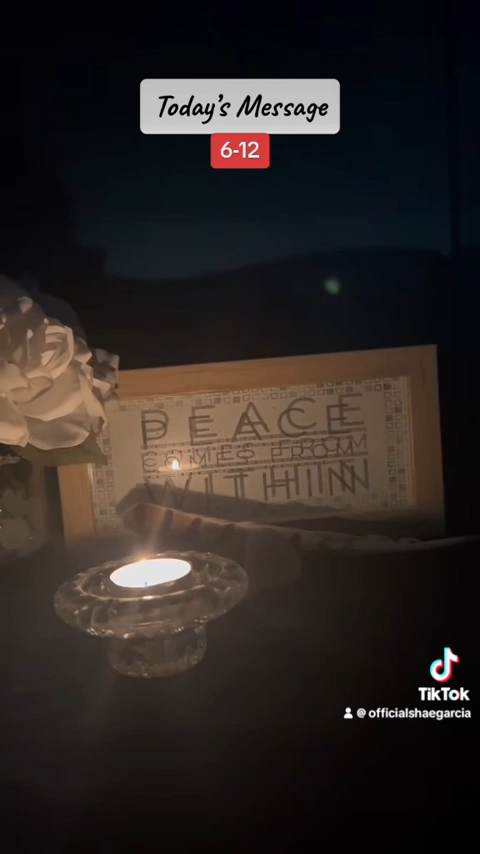 Today's Message
6-12
PEACE
COMES FROM
WITHIN
TikTok
@ officialshaegarcia